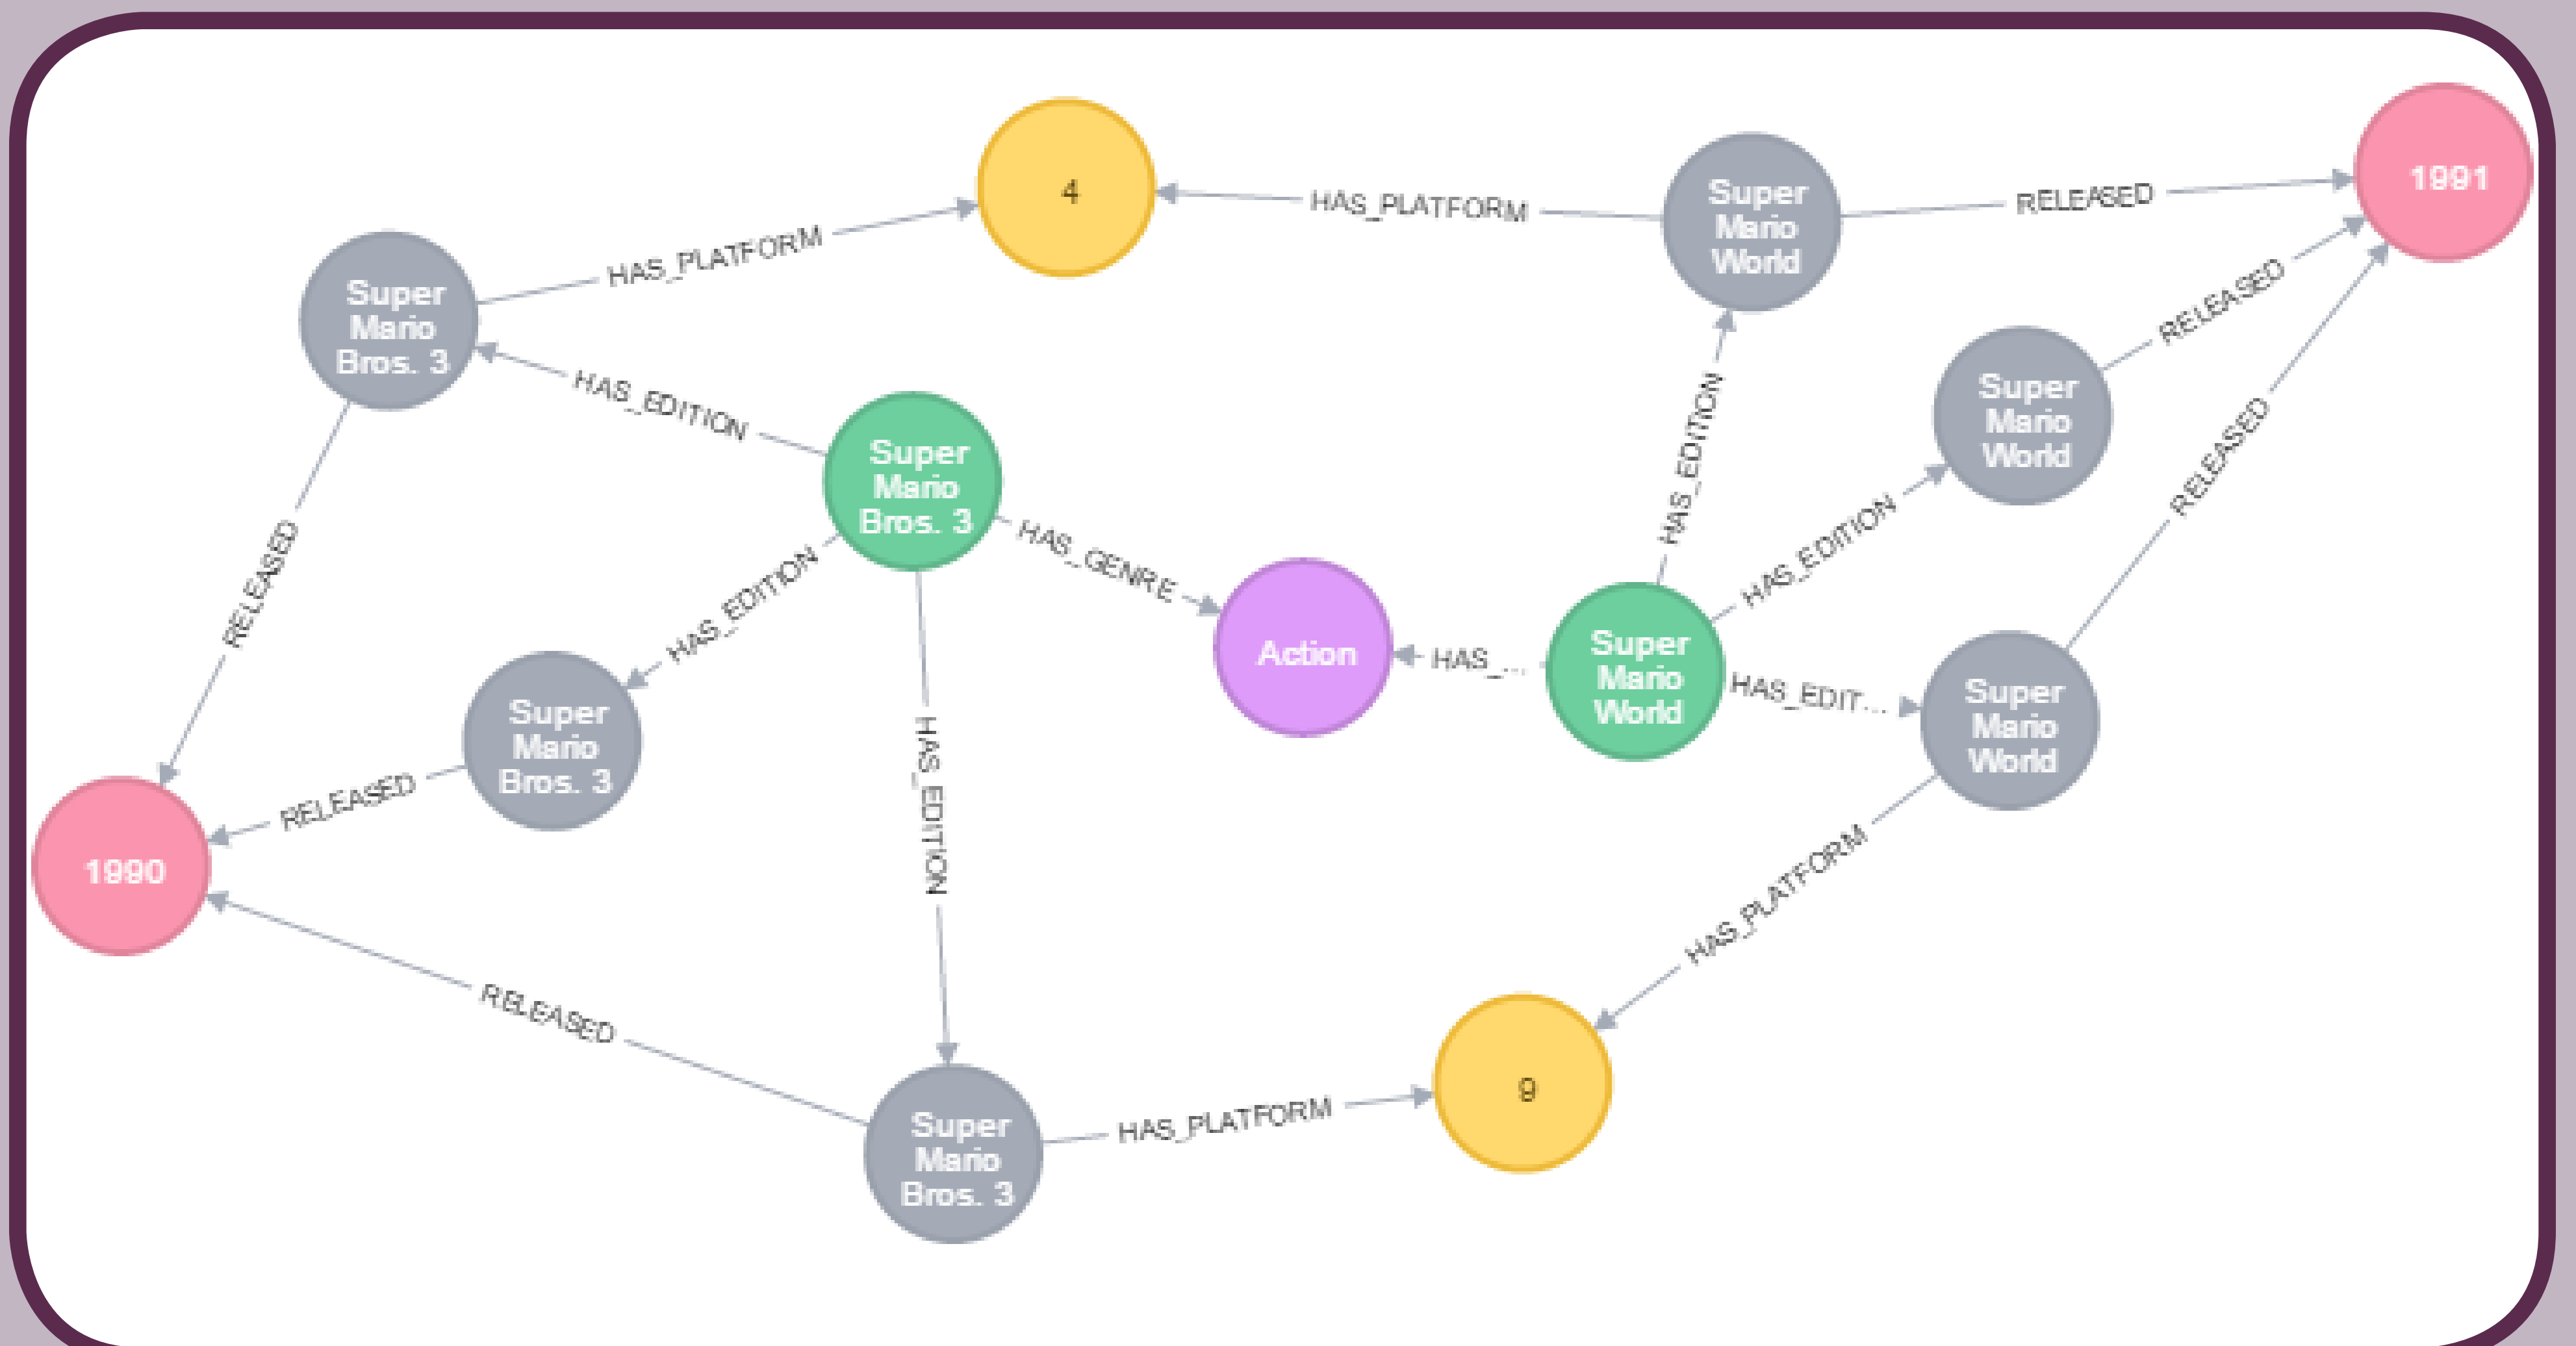 4
1991
Super
Mario
World
RELEASED
HAS_PLATFORM
HAS_PLATFORM
Super
Mario
Bros. 3
HAS_EDITION
RELEASED
Super
Mario
World
HAS_EDITION
RELEASED
Super
Mario
Bros. 3
HAS_EDITION
HAS_GENRE
HAS_EDITION
RELEASED
HAS_EDITION
Action
HAS_...
Super
Mario
World
HAS_EDIT...
Super
Mario
World
Super
Mario
Bros. 3
RELEASED
HAS_EDITION
1990
HAS_PLATFORM
RELEASED
Super
Mario
Bros. 3
HAS_PLATFORM
9